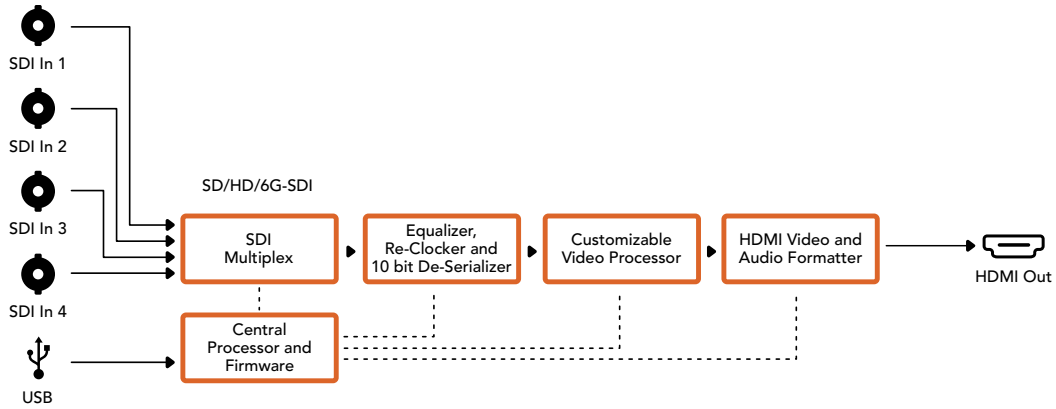 SDI In 1
SDI In 2
SDI In 3
SDI In 4
USB
SD/HD/6G-SDI
SDI
Multiplex
Equalizer,
Re-Clocker and
10 bit De-Serializer
Customizable
Video Processor
HDMI Video and
Audio Formatter
HDMI Out
Central
Processor and
Firmware